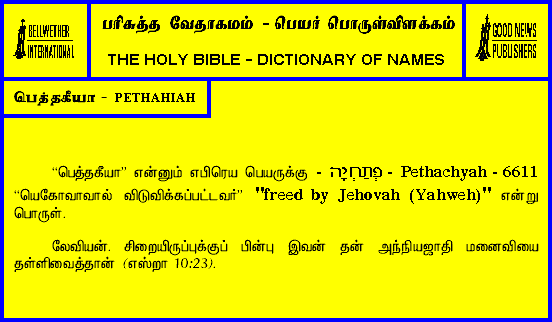 BELLWETHER
INTERNATIONAL
பரிசுத்த வேதாகமம் - பெயர் பொருள்விளக்கம்
THE HOLY BIBLE - DICTIONARY OF NAMES
GOOD NEWS
PUBLISHERS
பெத்தகீயா - PETHAHIAH
“பெத்தகீயா” என்னும் எபிரெய பெயருக்கு - פְּתַחְיָה - Pethachyah - 6611
“யெகோவாவால் விடுவிக்கப்பட்டவர்” "freed by Jehovah (Yahweh)" என்று
பொருள்.
லேவியன். சிறையிருப்புக்குப் பின்பு இவன் தன் அந்நியஜாதி மனைவியை
தள்ளிவைத்தான் (எஸ்றா 10:23).